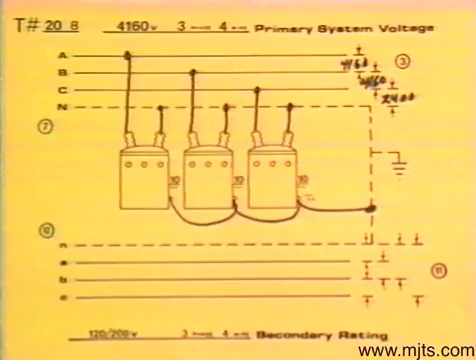 T# 20 8 4160v 3 4 Primary System Voltage
A
4160
3
B
4160
C
2400
N
7
10 10 10
12
n
a
b
11
c
120/208v 3 4 Secondary Rating
www.mjts.com